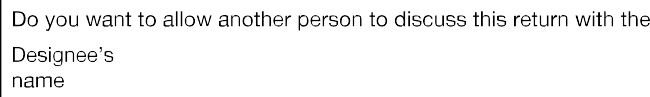 Do you want to allow another person to discuss this return with the
Designee's
name